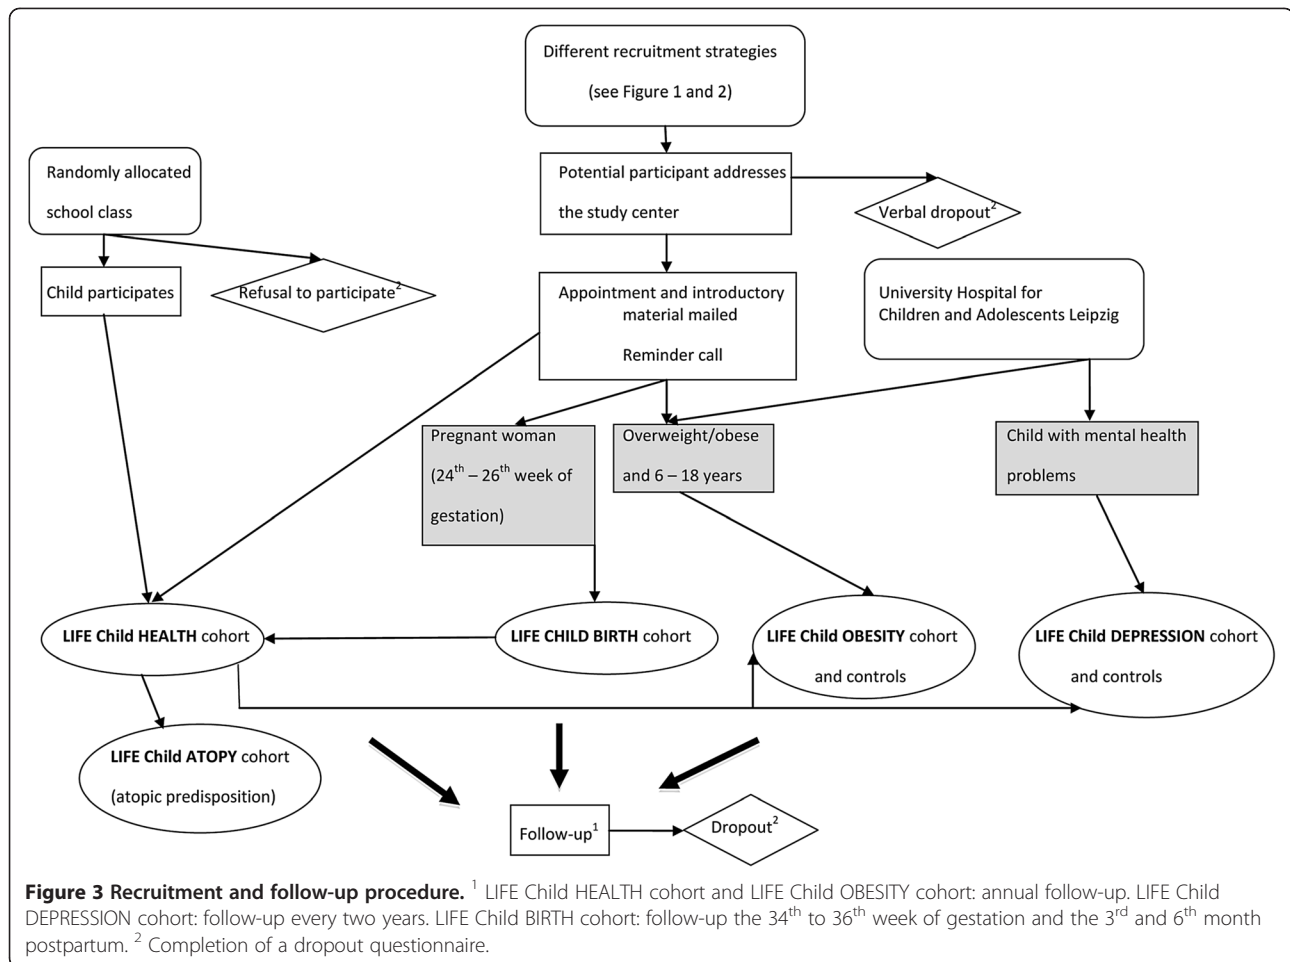 Different recruitment strategies
(see Figure 1 and 2)
Randomly allocated
school class
Potential participant addresses
the study center
Verbal dropout²
Child participates
Refusal to participate²
Appointment and introductory
material mailed
Reminder call
University Hospital for
Children and Adolescents Leipzig
Pregnant woman
(24th – 26th week of
gestation)
Overweight/obese
and 6 – 18 years
Child with mental health
problems
LIFE Child HEALTH cohort
LIFE CHILD BIRTH cohort
LIFE Child OBESITY cohort
and controls
LIFE Child DEPRESSION cohort
and controls
LIFE Child ATOPY cohort
(atopic predisposition)
Follow-up¹
Dropout²
Figure 3 Recruitment and follow-up procedure. ¹ LIFE Child HEALTH cohort and LIFE Child OBESITY cohort: annual follow-up. LIFE Child
DEPRESSION cohort: follow-up every two years. LIFE Child BIRTH cohort: follow-up the 34th to 36th week of gestation and the 3rd and 6th month
postpartum. ² Completion of a dropout questionnaire.